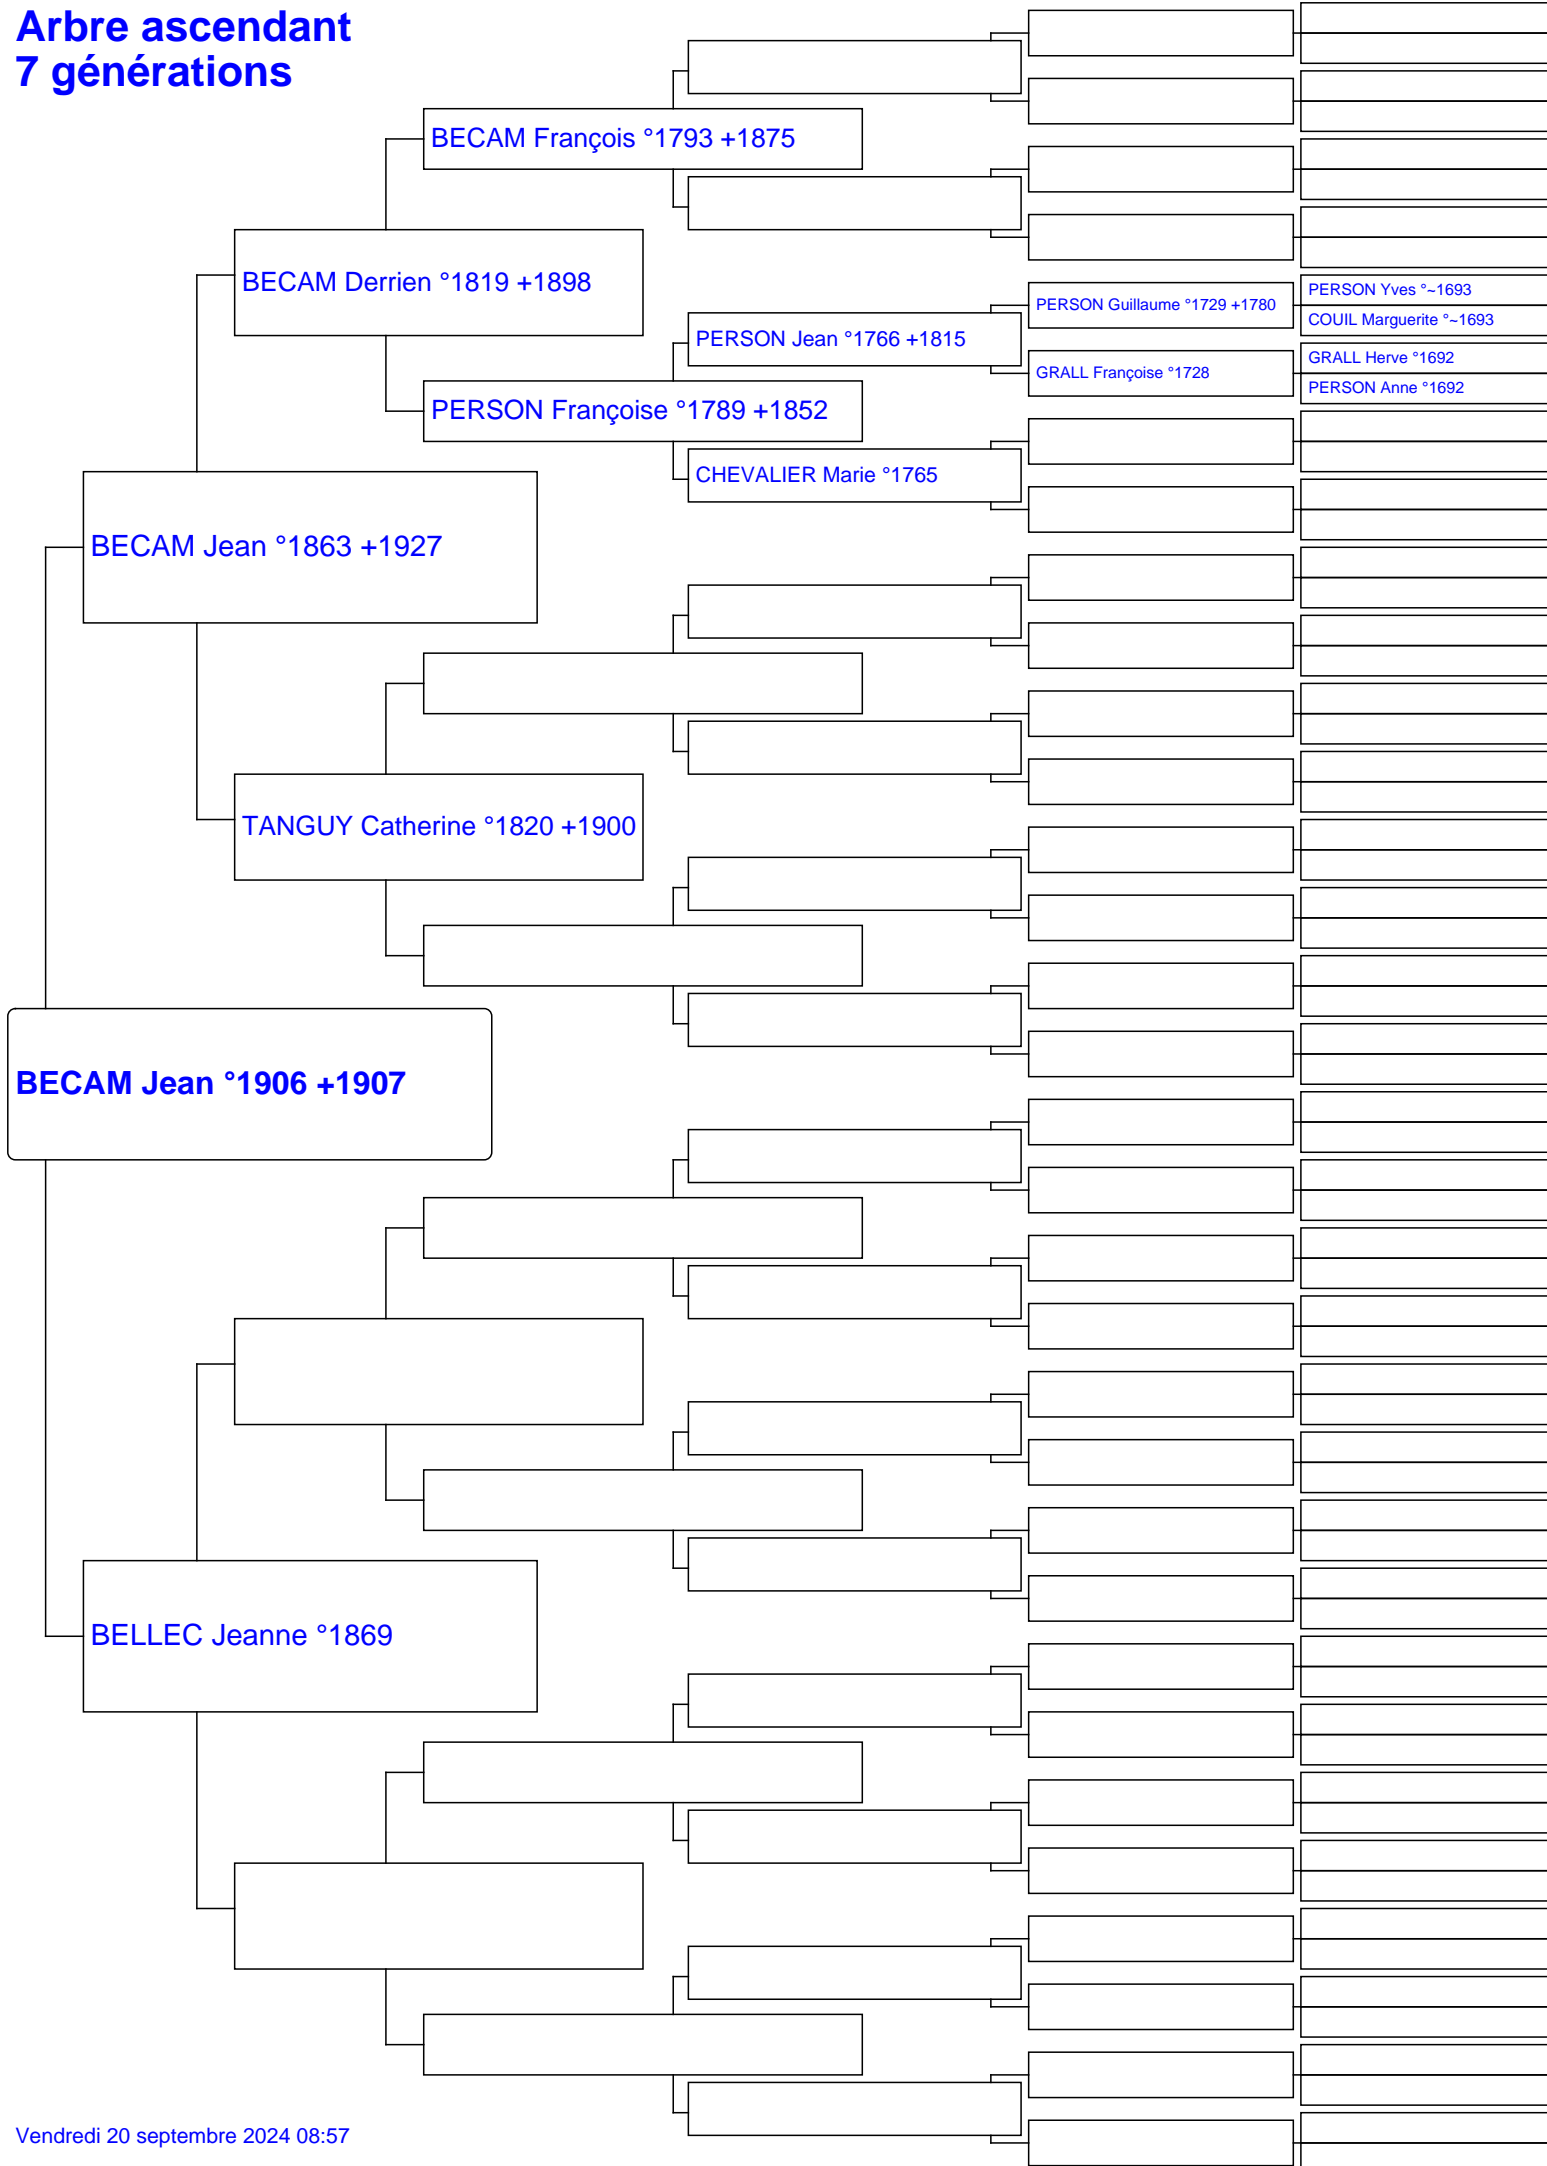 Arbre ascendant
7 générations
BECAM François °1793 +1875
BECAM Derrien °1819 +1898
PERSON Yves °~1693
PERSON Guillaume °1729 +1780
COUIL Marguerite °~1693
PERSON Jean °1766 +1815
GRALL Herve °1692
GRALL Françoise °1728
PERSON Anne °1692
PERSON Françoise °1789 +1852
CHEVALIER Marie °1765
BECAM Jean °1863 +1927
TANGUY Catherine °1820 +1900
BECAM Jean °1906 +1907
BELLEC Jeanne °1869
Vendredi 20 septembre 2024 08:57